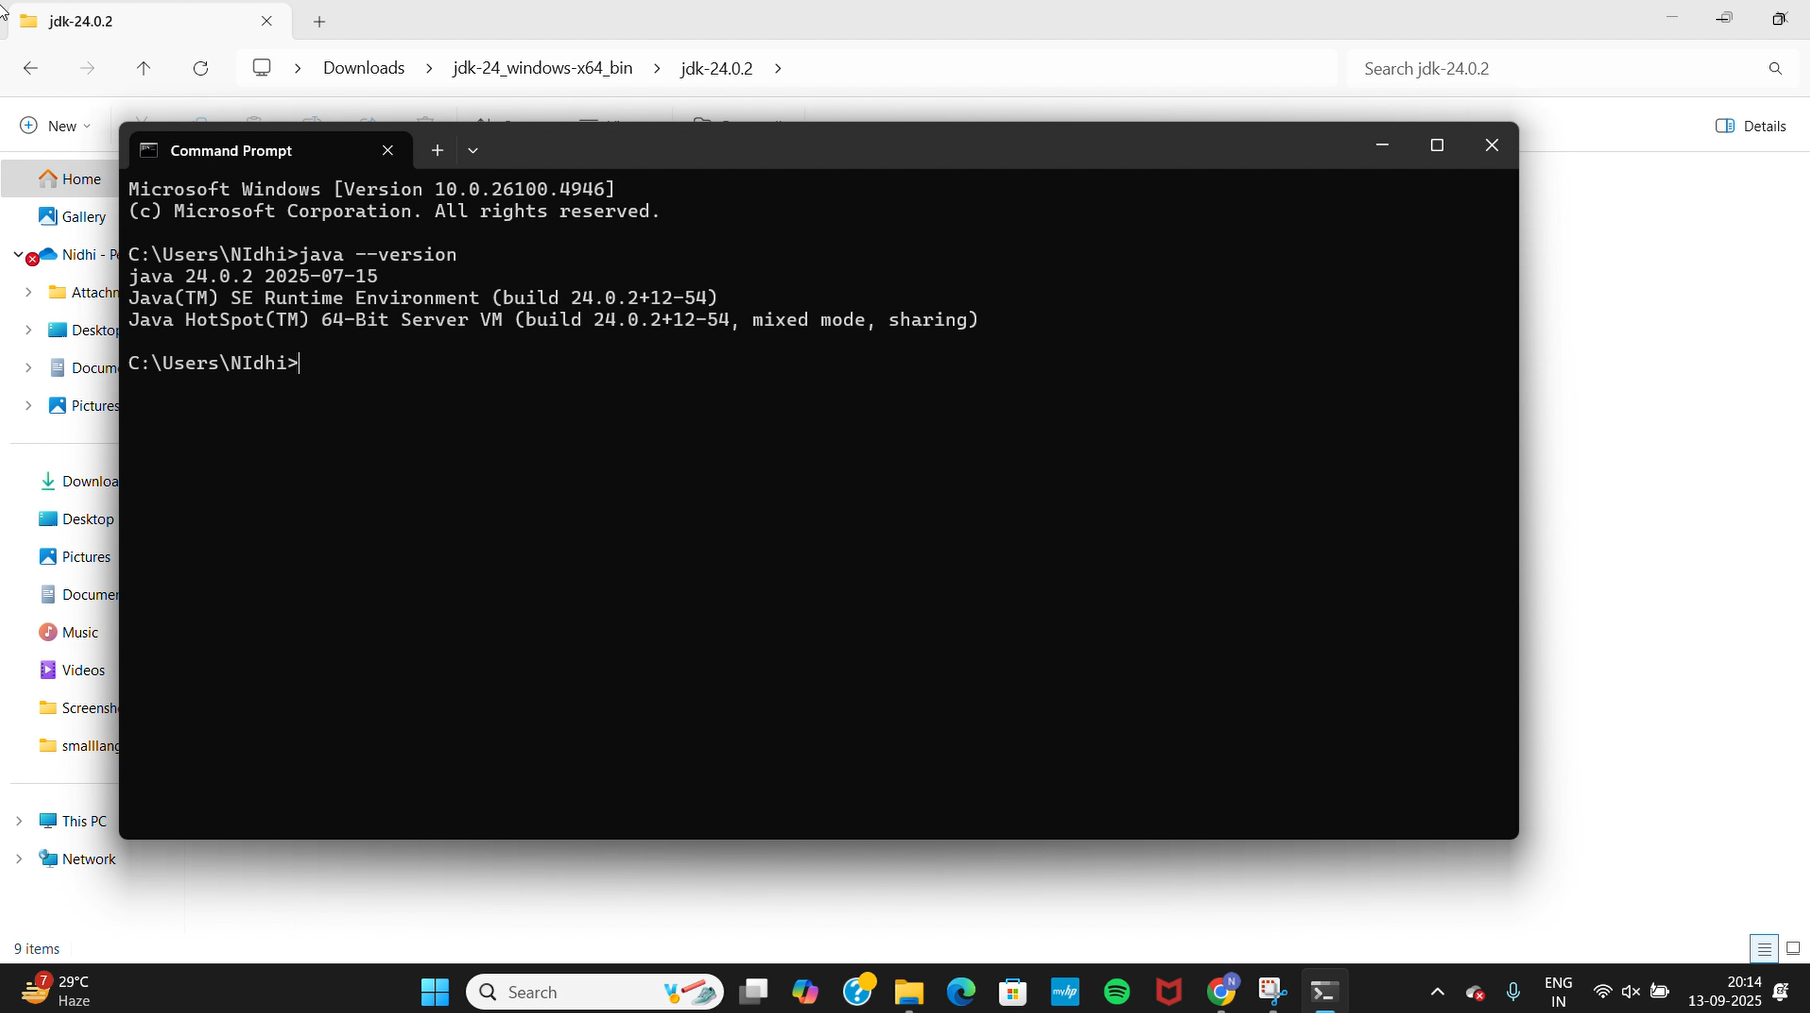 jdk-24.0.2
Downloads
jdk-24_windows-x64_bin
jdk-24.0.2
Search jdk-24.0.2
New
Details
Command Prompt
Home
Gallery
Nidhi - Pe
Attachn
Desktop
Docum
Pictures
Downloa
Desktop
Pictures
Documen
Music
Videos
Screensh
smalllang
This PC
Network
Microsoft Windows [Version 10.0.26100.4946]
(c) Microsoft Corporation. All rights reserved.
C:\Users\NIdhi>java --version
java 24.0.2 2025-07-15
Java(TM) SE Runtime Environment (build 24.0.2+12-54)
Java HotSpot(TM) 64-Bit Server VM (build 24.0.2+12-54, mixed mode, sharing)
C:\Users\NIdhi>
9 items
7
29°C
Haze
Search
myhp
N
ENG
IN
20:14
13-09-2025